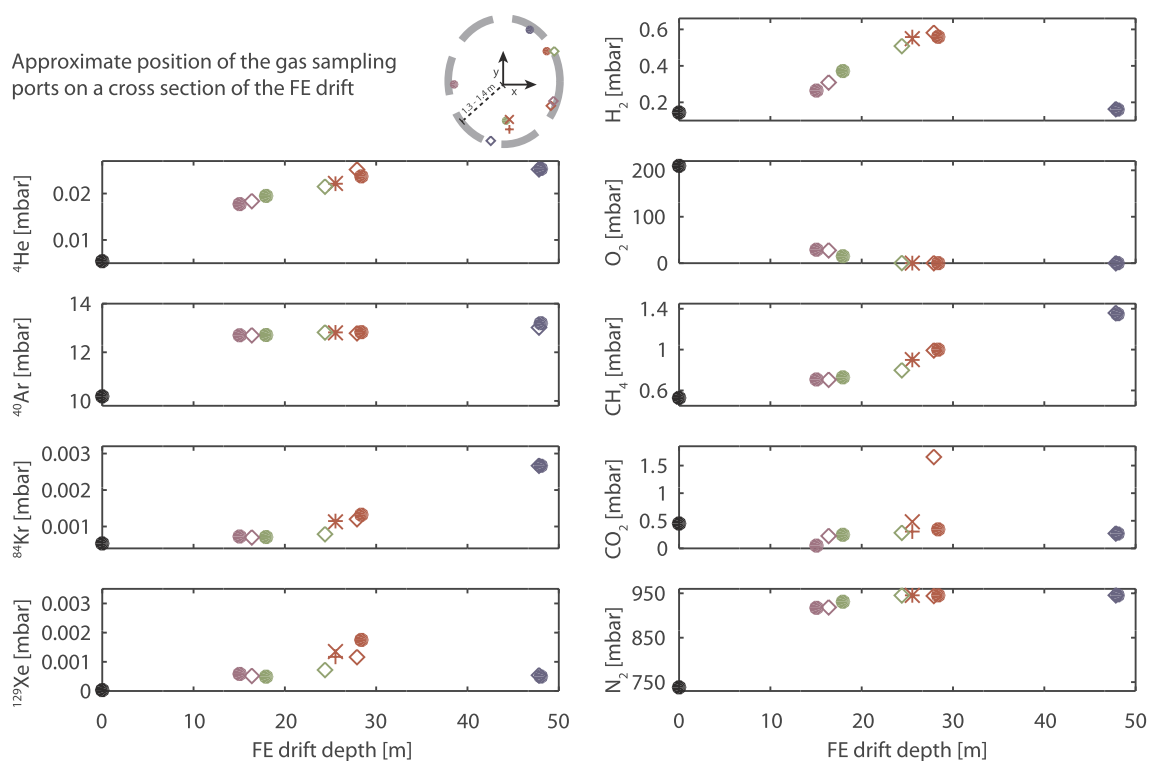 Approximate position of the gas sampling
ports on a cross section of the FE drift
y
x
1.3 - 1.4 m
⁴He [mbar]
0.02
0.01
⁴⁰Ar [mbar]
14
12
10
⁸⁴Kr [mbar]
0.003
0.002
0.001
¹²⁹Xe [mbar]
0.003
0.002
0.001
0
0 10 20 30 40 50
FE drift depth [m]
H₂ [mbar]
0.6
0.4
0.2
O₂ [mbar]
200
100
0
CH₄ [mbar]
1.4
1
0.6
CO₂ [mbar]
1.5
1
0.5
0
N₂ [mbar]
950
850
750
0 10 20 30 40 50
FE drift depth [m]